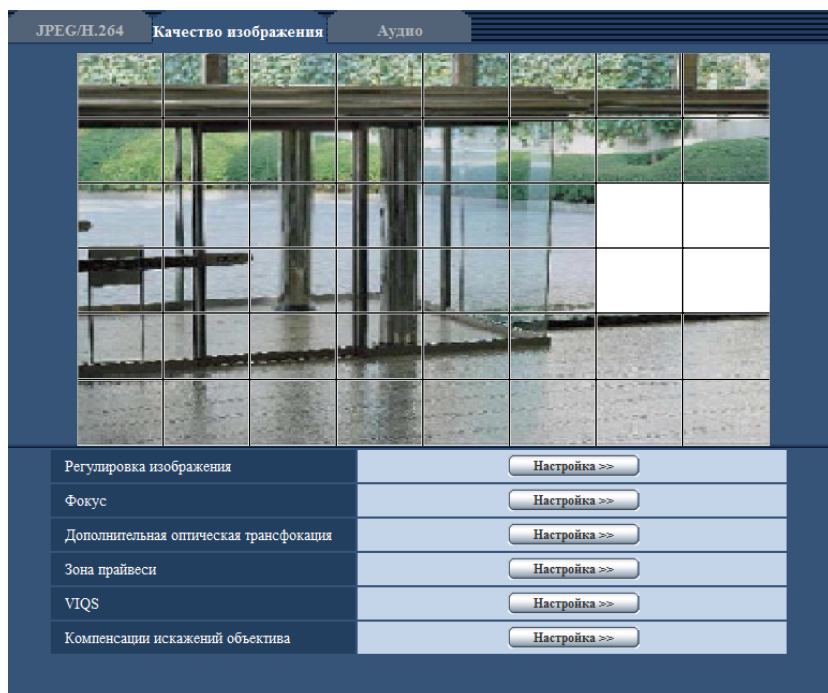 JPEG/H.264 Качество изображения Аудио
Регулировка изображения Настройка >>
Фокус Настройка >>
Дополнительная оптическая трансфокация Настройка >>
Зона прайвеси Настройка >>
VIQS Настройка >>
Компенсации искажений объектива Настройка >>